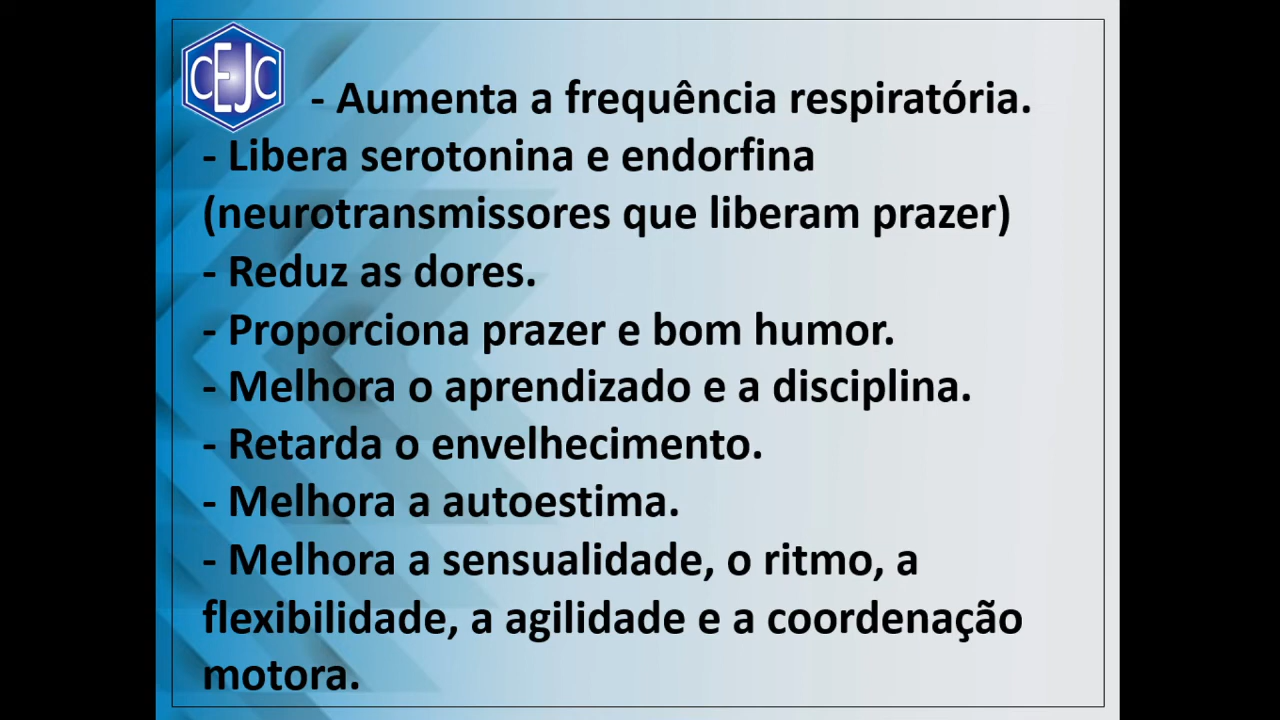 CEJC
- Aumenta a frequência respiratória.
- Libera serotonina e endorfina
(neurotransmissores que liberam prazer)
- Reduz as dores.
- Proporciona prazer e bom humor.
- Melhora o aprendizado e a disciplina.
- Retarda o envelhecimento.
- Melhora a autoestima.
- Melhora a sensualidade, o ritmo, a
flexibilidade, a agilidade e a coordenação
motora.